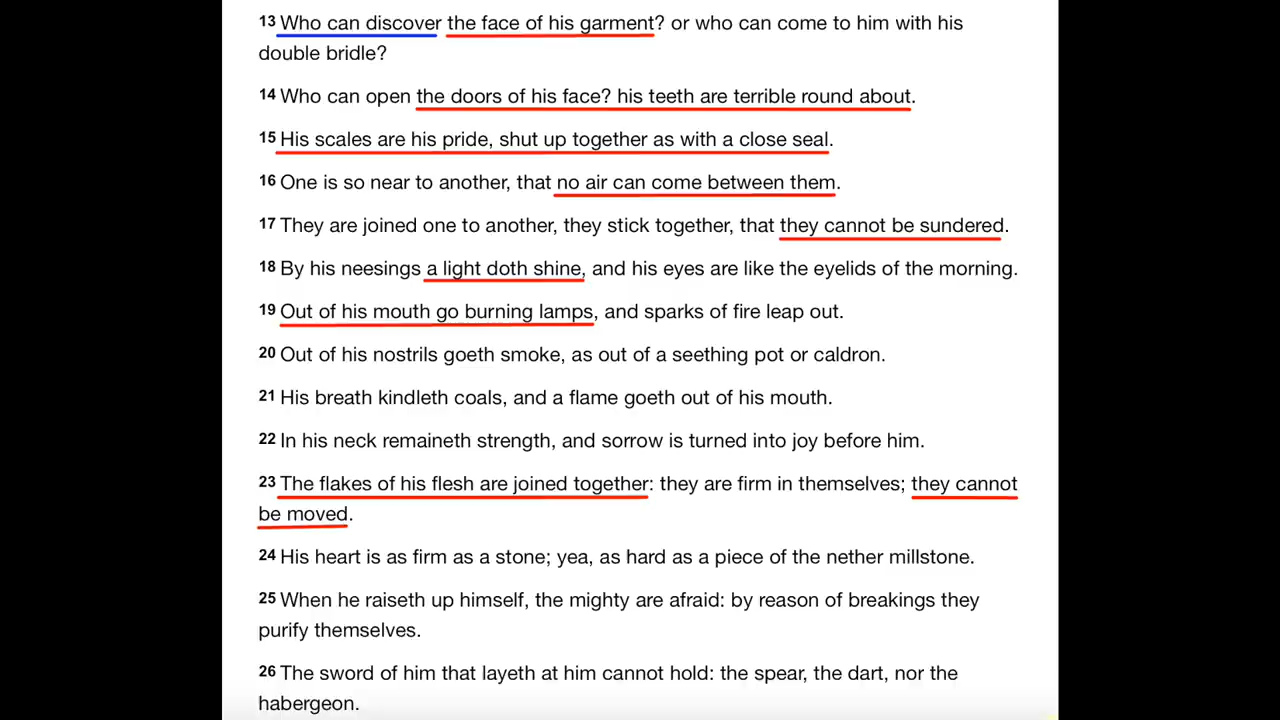 13 Who can discover the face of his garment? or who can come to him with his
double bridle?
14 Who can open the doors of his face? his teeth are terrible round about.
15 His scales are his pride, shut up together as with a close seal.
16 One is so near to another, that no air can come between them.
17 They are joined one to another, they stick together, that they cannot be sundered.
18 By his neesings a light doth shine, and his eyes are like the eyelids of the morning.
19 Out of his mouth go burning lamps, and sparks of fire leap out.
20 Out of his nostrils goeth smoke, as out of a seething pot or caldron.
21 His breath kindleth coals, and a flame goeth out of his mouth.
22 In his neck remaineth strength, and sorrow is turned into joy before him.
23 The flakes of his flesh are joined together: they are firm in themselves; they cannot
be moved.
24 His heart is as firm as a stone; yea, as hard as a piece of the nether millstone.
25 When he raiseth up himself, the mighty are afraid: by reason of breakings they
purify themselves.
26 The sword of him that layeth at him cannot hold: the spear, the dart, nor the
habergeon.